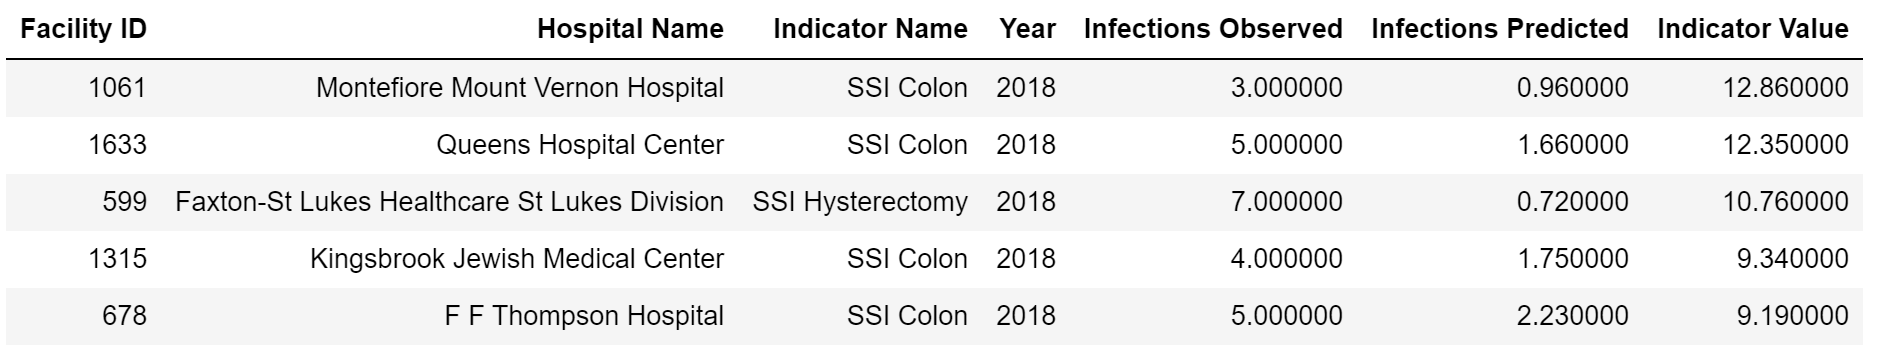 Facility ID Hospital Name Indicator Name Year Infections Observed Infections Predicted Indicator Value
1061 Montefiore Mount Vernon Hospital SSI Colon 2018 3.000000 0.960000 12.860000
1633 Queens Hospital Center SSI Colon 2018 5.000000 1.660000 12.350000
599 Faxton-St Lukes Healthcare St Lukes Division SSI Hysterectomy 2018 7.000000 0.720000 10.760000
1315 Kingsbrook Jewish Medical Center SSI Colon 2018 4.000000 1.750000 9.340000
678 F F Thompson Hospital SSI Colon 2018 5.000000 2.230000 9.190000